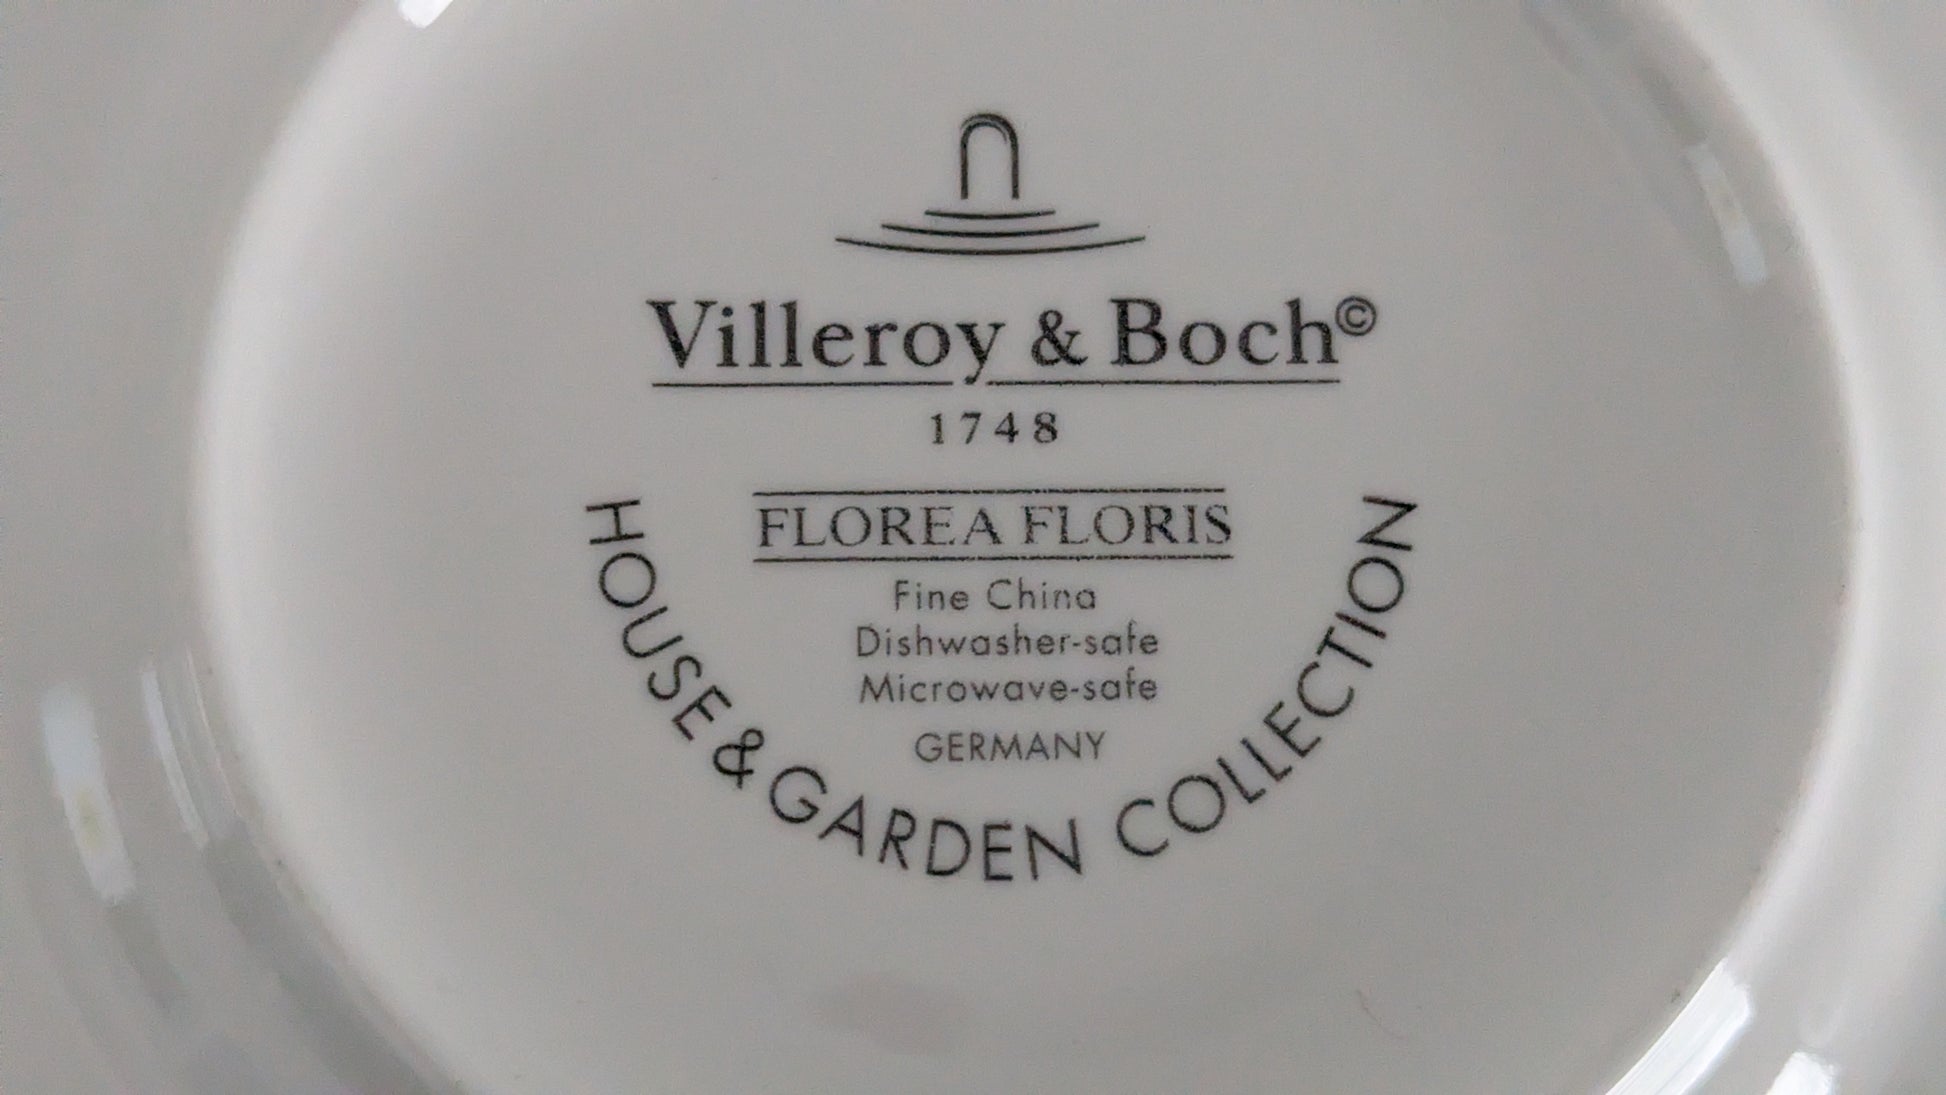 Villeroy & Boch©
1748
FLOREA FLORIS
Fine China
Dishwasher-safe
Microwave-safe
GERMANY
HOUSE & GARDEN COLLECTION